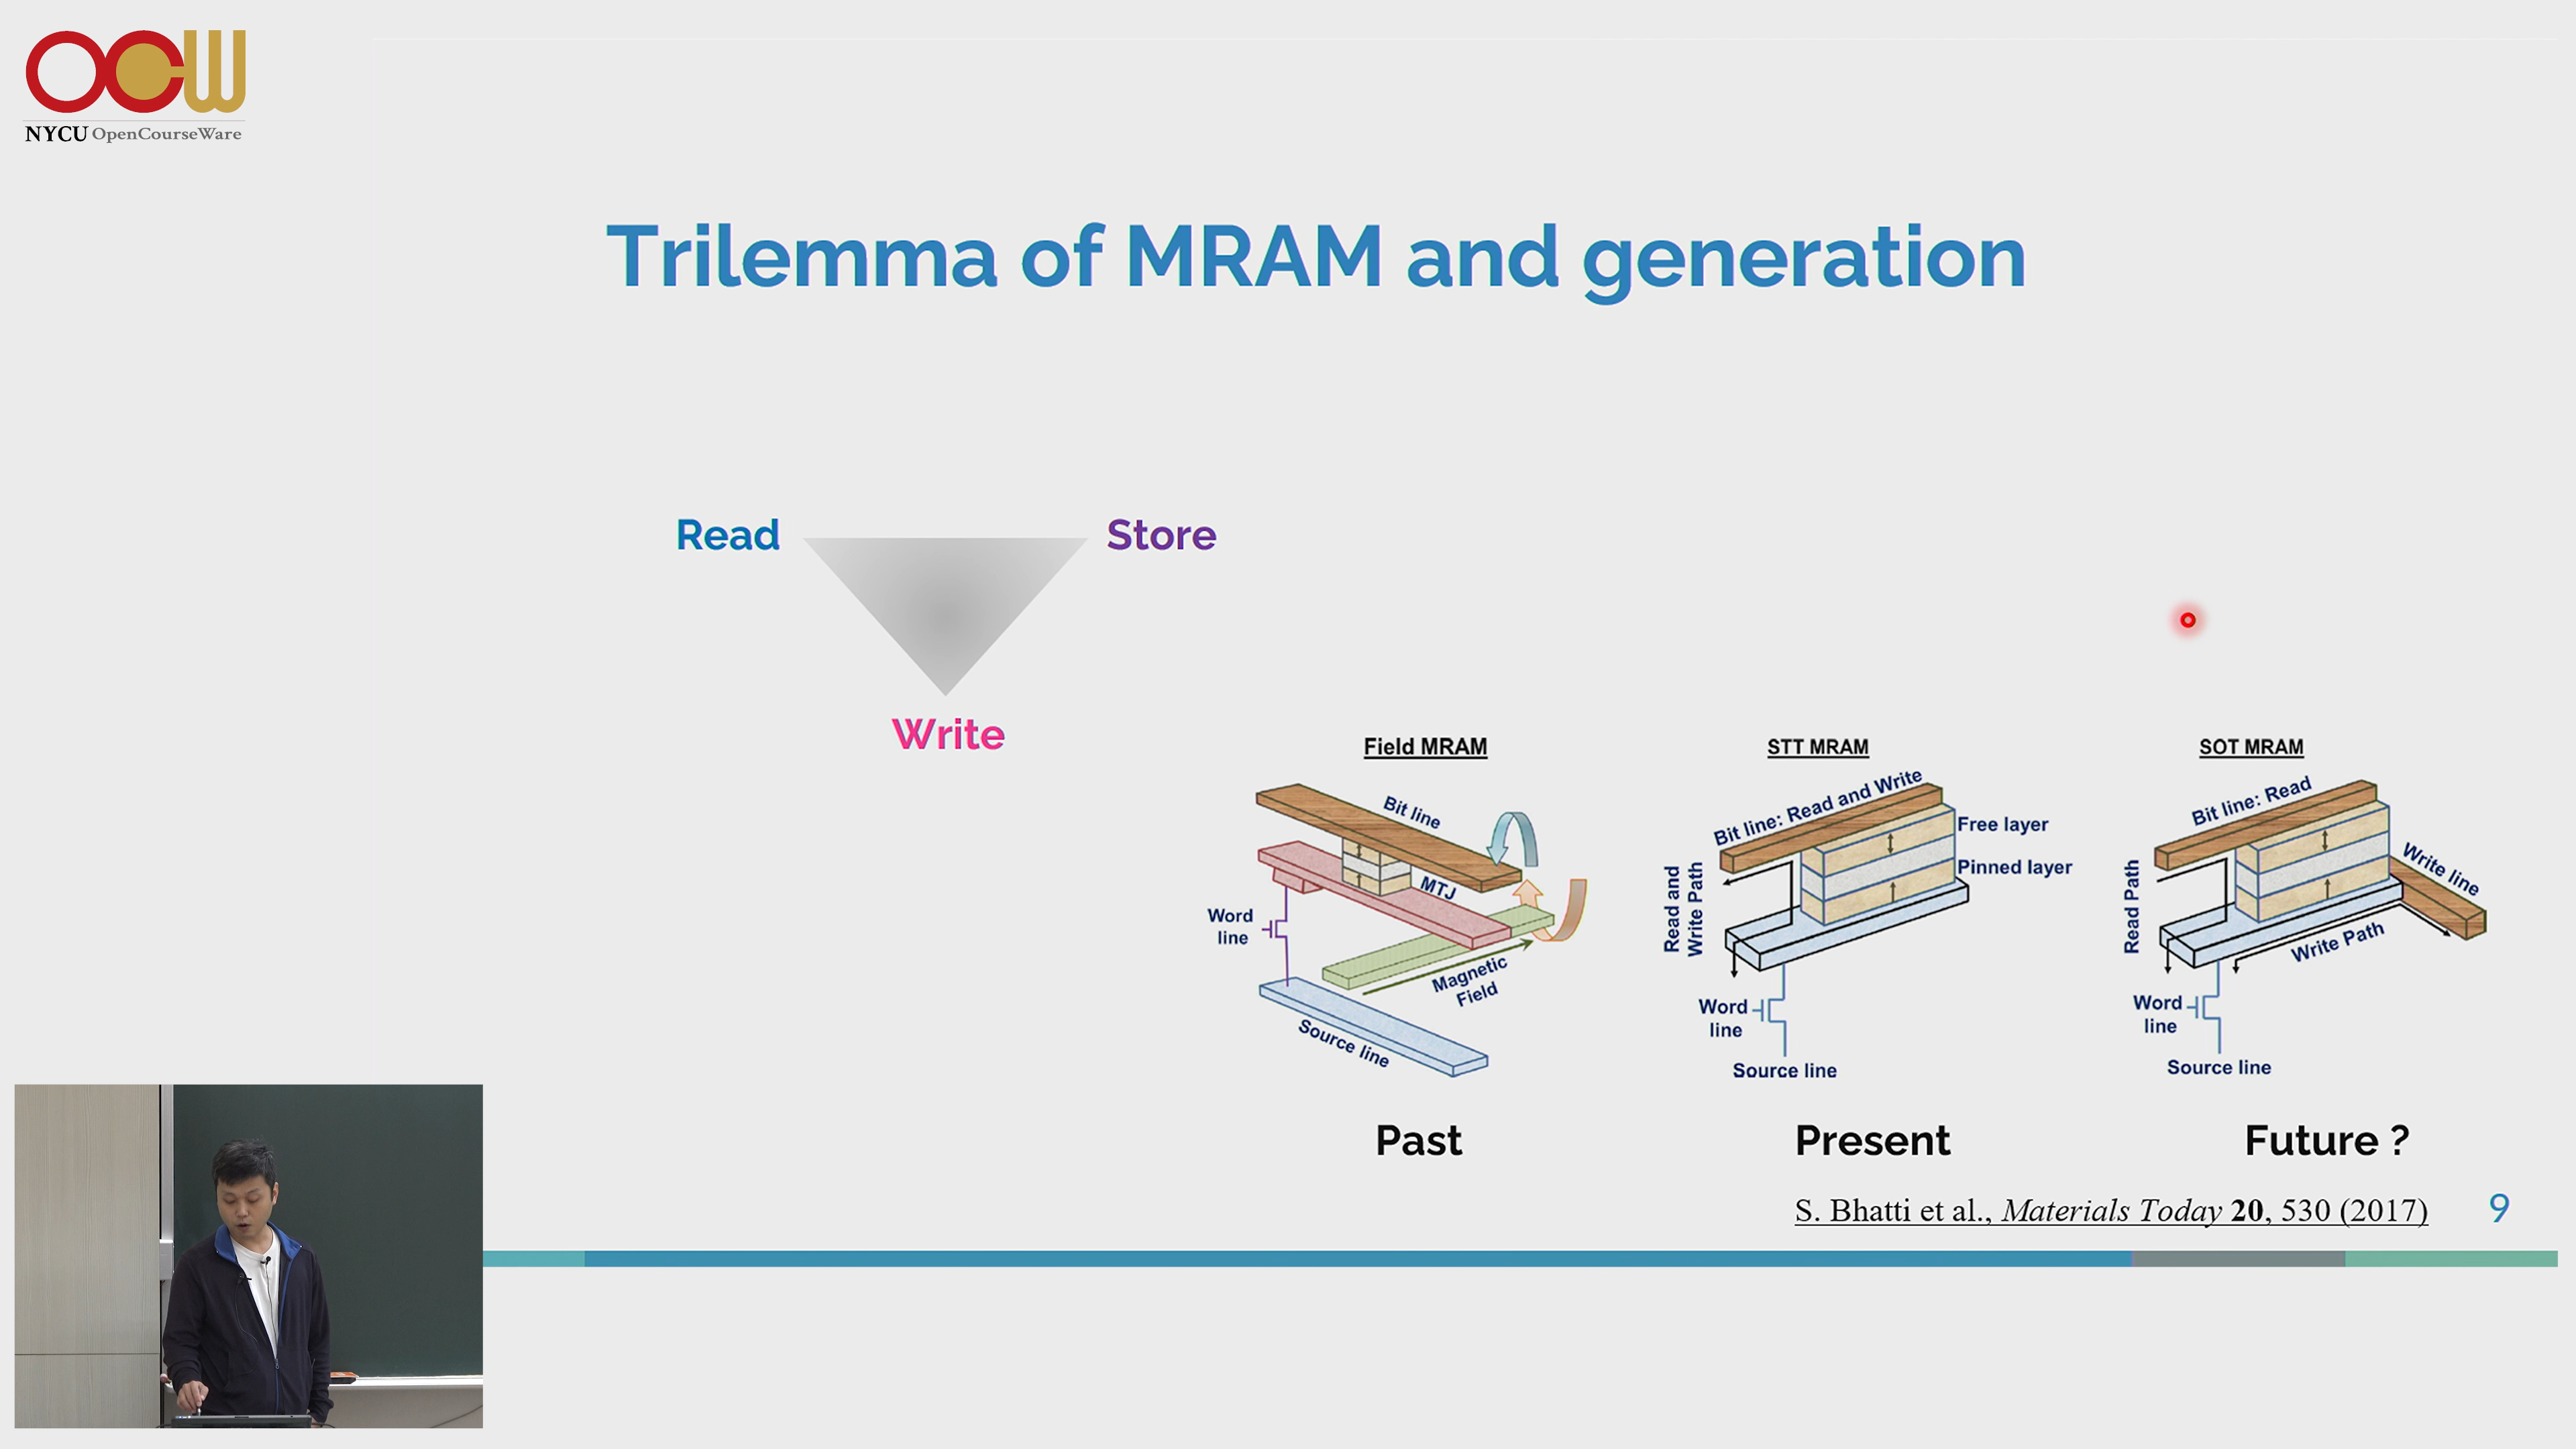 OCW
NYCU OpenCourseWare
Trilemma of MRAM and generation
Read
Store
Write
Field MRAM
Bit line
MTJ
Word
line
Magnetic
Field
Source line
Past
STT MRAM
Bit line: Read and Write
Free layer
Pinned layer
Read and
Write Path
Word
line
Source line
Present
SOT MRAM
Bit line: Read
Write line
Read Path
Write Path
Word
line
Source line
Future ?
S. Bhatti et al., Materials Today 20, 530 (2017)
9